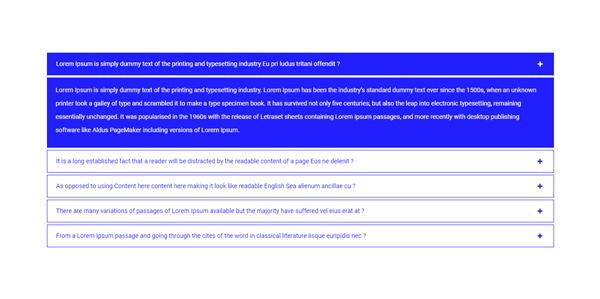 Lorem Ipsum is simply dummy text of the printing and typesetting industry Eu pri ludus tritani offendit ?
Lorem Ipsum is simply dummy text of the printing and typesetting industry. Lorem Ipsum has been the industry's standard dummy text ever since the 1500s, when an unknown
printer took a galley of type and scrambled it to make a type specimen book. It has survived not only five centuries, but also the leap into electronic typesetting, remaining
essentially unchanged. It was popularised in the 1960s with the release of Letraset sheets containing Lorem Ipsum passages, and more recently with desktop publishing
software like Aldus PageMaker including versions of Lorem Ipsum.
It is a long established fact that a reader will be distracted by the readable content of a page Eos ne delenit ?
As opposed to using Content here content here making it look like readable English Sea alienum ancillae cu ?
There are many variations of passages of Lorem Ipsum available but the majority have suffered vel eius erat at ?
From a Lorem Ipsum passage and going through the cites of the word in classical literature iisque euripidis nec ?